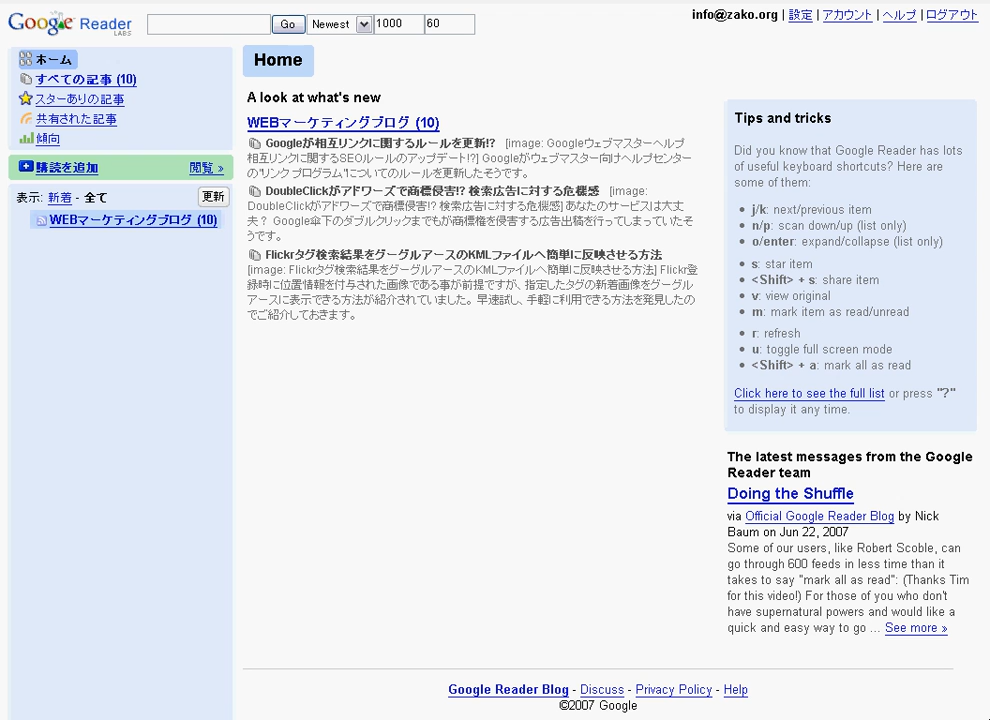 Google Reader
LABS
Go
Newest
1000
60
info@zako.org | 設定 | アカウント | ヘルプ | ログアウト
ホーム
すべての記事 (10)
スターありの記事
共有された記事
傾向
購読を追加
閲覧 »
表示: 新着 - 全て
更新
WEBマーケティングブログ (10)
Home
A look at what's new
WEBマーケティングブログ (10)
Googleが相互リンクに関するルールを更新!? [image: Googleウェブマスターヘルプ
相互リンクに関するSEOルールのアップデート!?] Googleがウェブマスター向けヘルプセンター
の"リンクプログラム"についてのルールを更新したそうです。
DoubleClickがアドワーズで商標侵害!? 検索広告に対する危機感 [image:
DoubleClickがアドワーズで商標侵害!? 検索広告に対する危機感] あなたのサービスは大丈
夫？ Google傘下のダブルクリックまでもが商標権を侵害する広告出稿を行ってしまっていたそ
うです。
Flickrタグ検索結果をグーグルアースのKMLファイルへ簡単に反映させる方法
[image: Flickrタグ検索結果をグーグルアースのKMLファイルへ簡単に反映させる方法] Flickr登
録時に位置情報を付与された画像である事が前提ですが、指定したタグの新着画像をグーグル
アースに表示できる方法が紹介されていました。早速試し、手軽に利用できる方法を発見したの
でご紹介しておきます。
Tips and tricks
Did you know that Google Reader has lots
of useful keyboard shortcuts? Here are
some of them:
• j/k: next/previous item
• n/p: scan down/up (list only)
• o/enter: expand/collapse (list only)
• s: star item
• <Shift> + s: share item
• v: view original
• m: mark item as read/unread
• r: refresh
• u: toggle full screen mode
• <Shift> + a: mark all as read
Click here to see the full list or press "?"
to display it any time.
The latest messages from the Google
Reader team
Doing the Shuffle
via Official Google Reader Blog by Nick
Baum on Jun 22, 2007
Some of our users, like Robert Scoble, can
go through 600 feeds in less time than it
takes to say "mark all as read": (Thanks Tim
for this video!) For those of you who don't
have supernatural powers and would like a
quick and easy way to go ... See more »
Google Reader Blog - Discuss - Privacy Policy - Help
©2007 Google